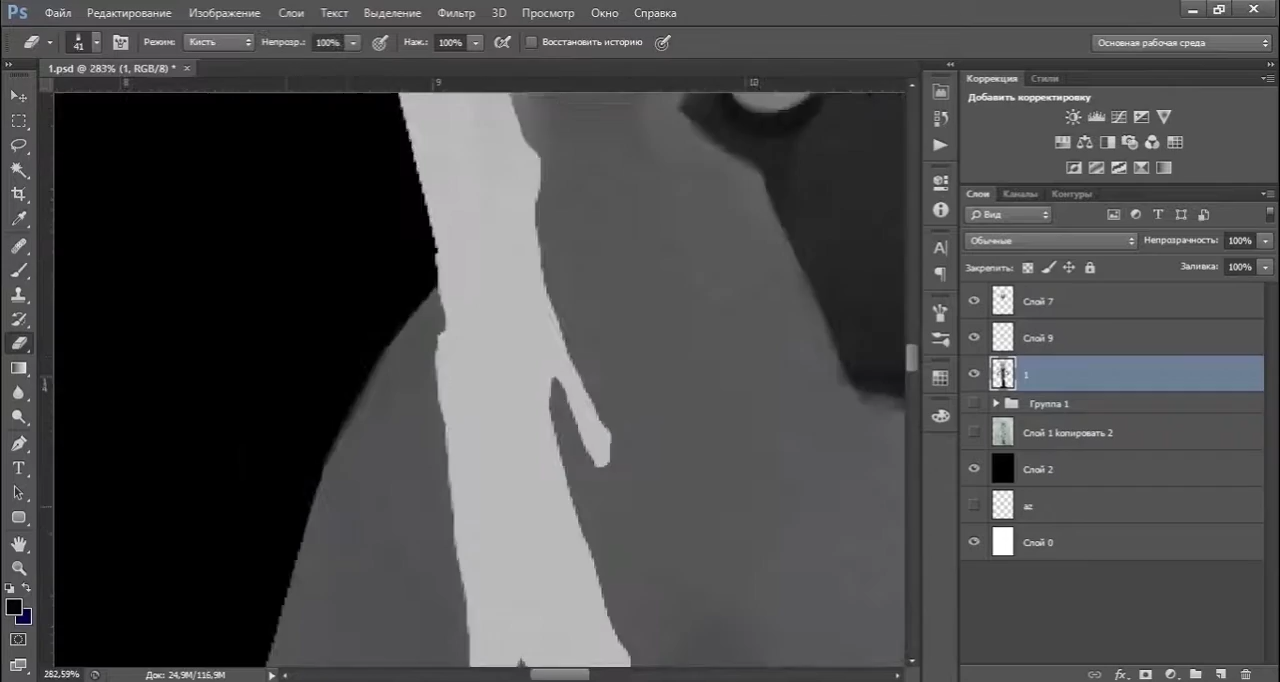 Ps Файл Редактирование Изображение Слои Текст Выделение Фильтр 3D Просмотр Окно Справка
41 Режим: Кисть Непрозр.: 100% Наж.: 100% Восстановить историю Основная рабочая среда
1.psd @ 283% (1, RGB/8) * ×
8 9 10
Коррекция Стили
Добавить корректировку
Слои Каналы Контуры
Вид
Обычные Непрозрачность: 100%
Закрепить: Заливка: 100%
Слой 7
Слой 9
1
Группа 1
Слой 1 копировать 2
Слой 2
az
Слой 0
282,59% Док: 24,9M/116,9M